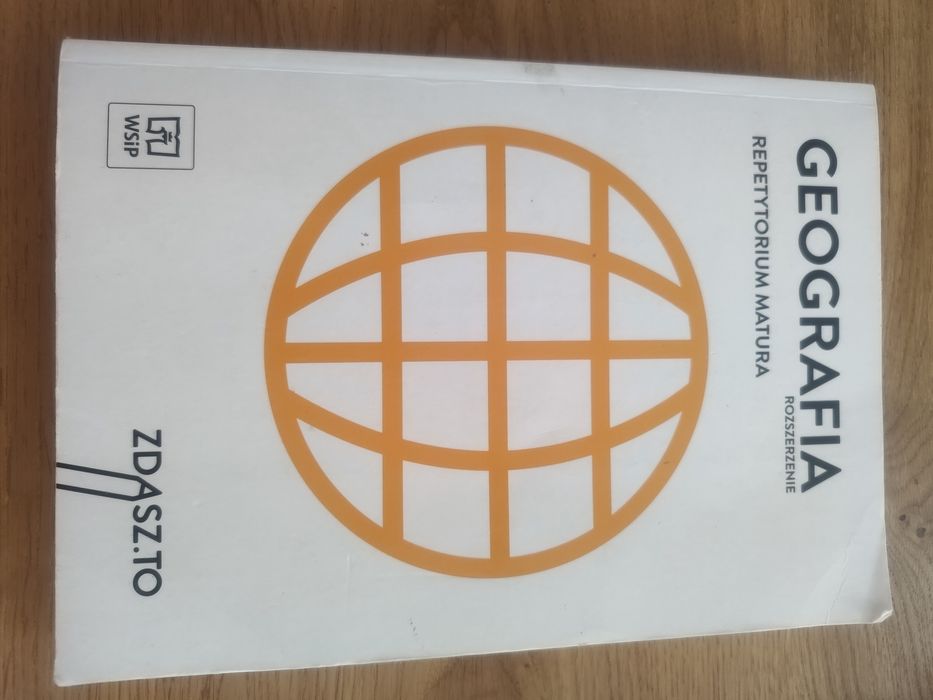 GEOGRAFIA
ROZSZERZENIE
REPETYTORIUM MATURA
ZDASZ.TO
WSiP